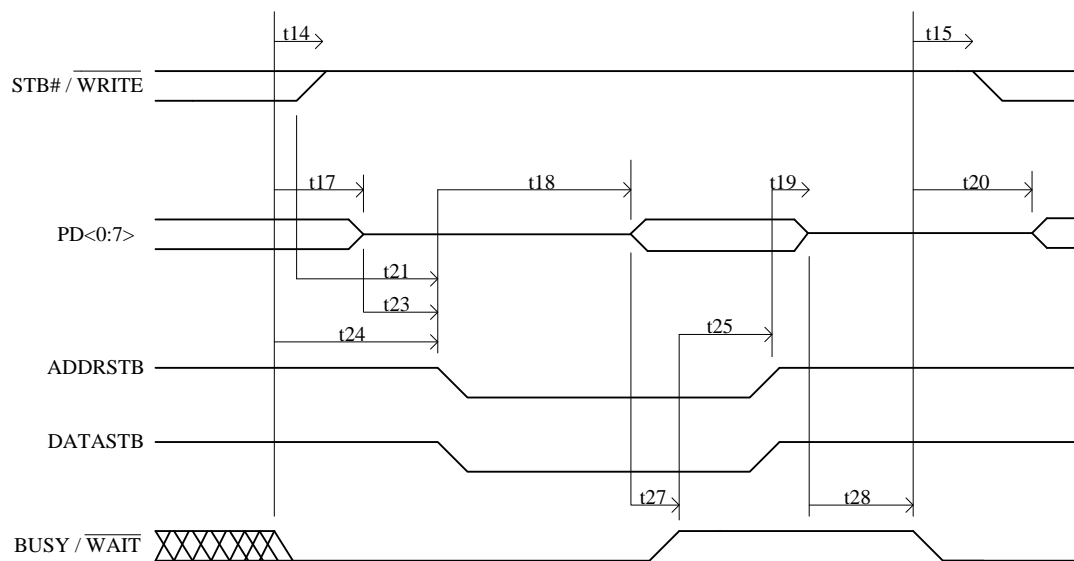 t14
t15
STB# / WRITE
t17
t18
t19
t20
PD<0:7>
t21
t23
t25
t24
ADDRSTB
DATASTB
t27
t28
BUSY / WAIT